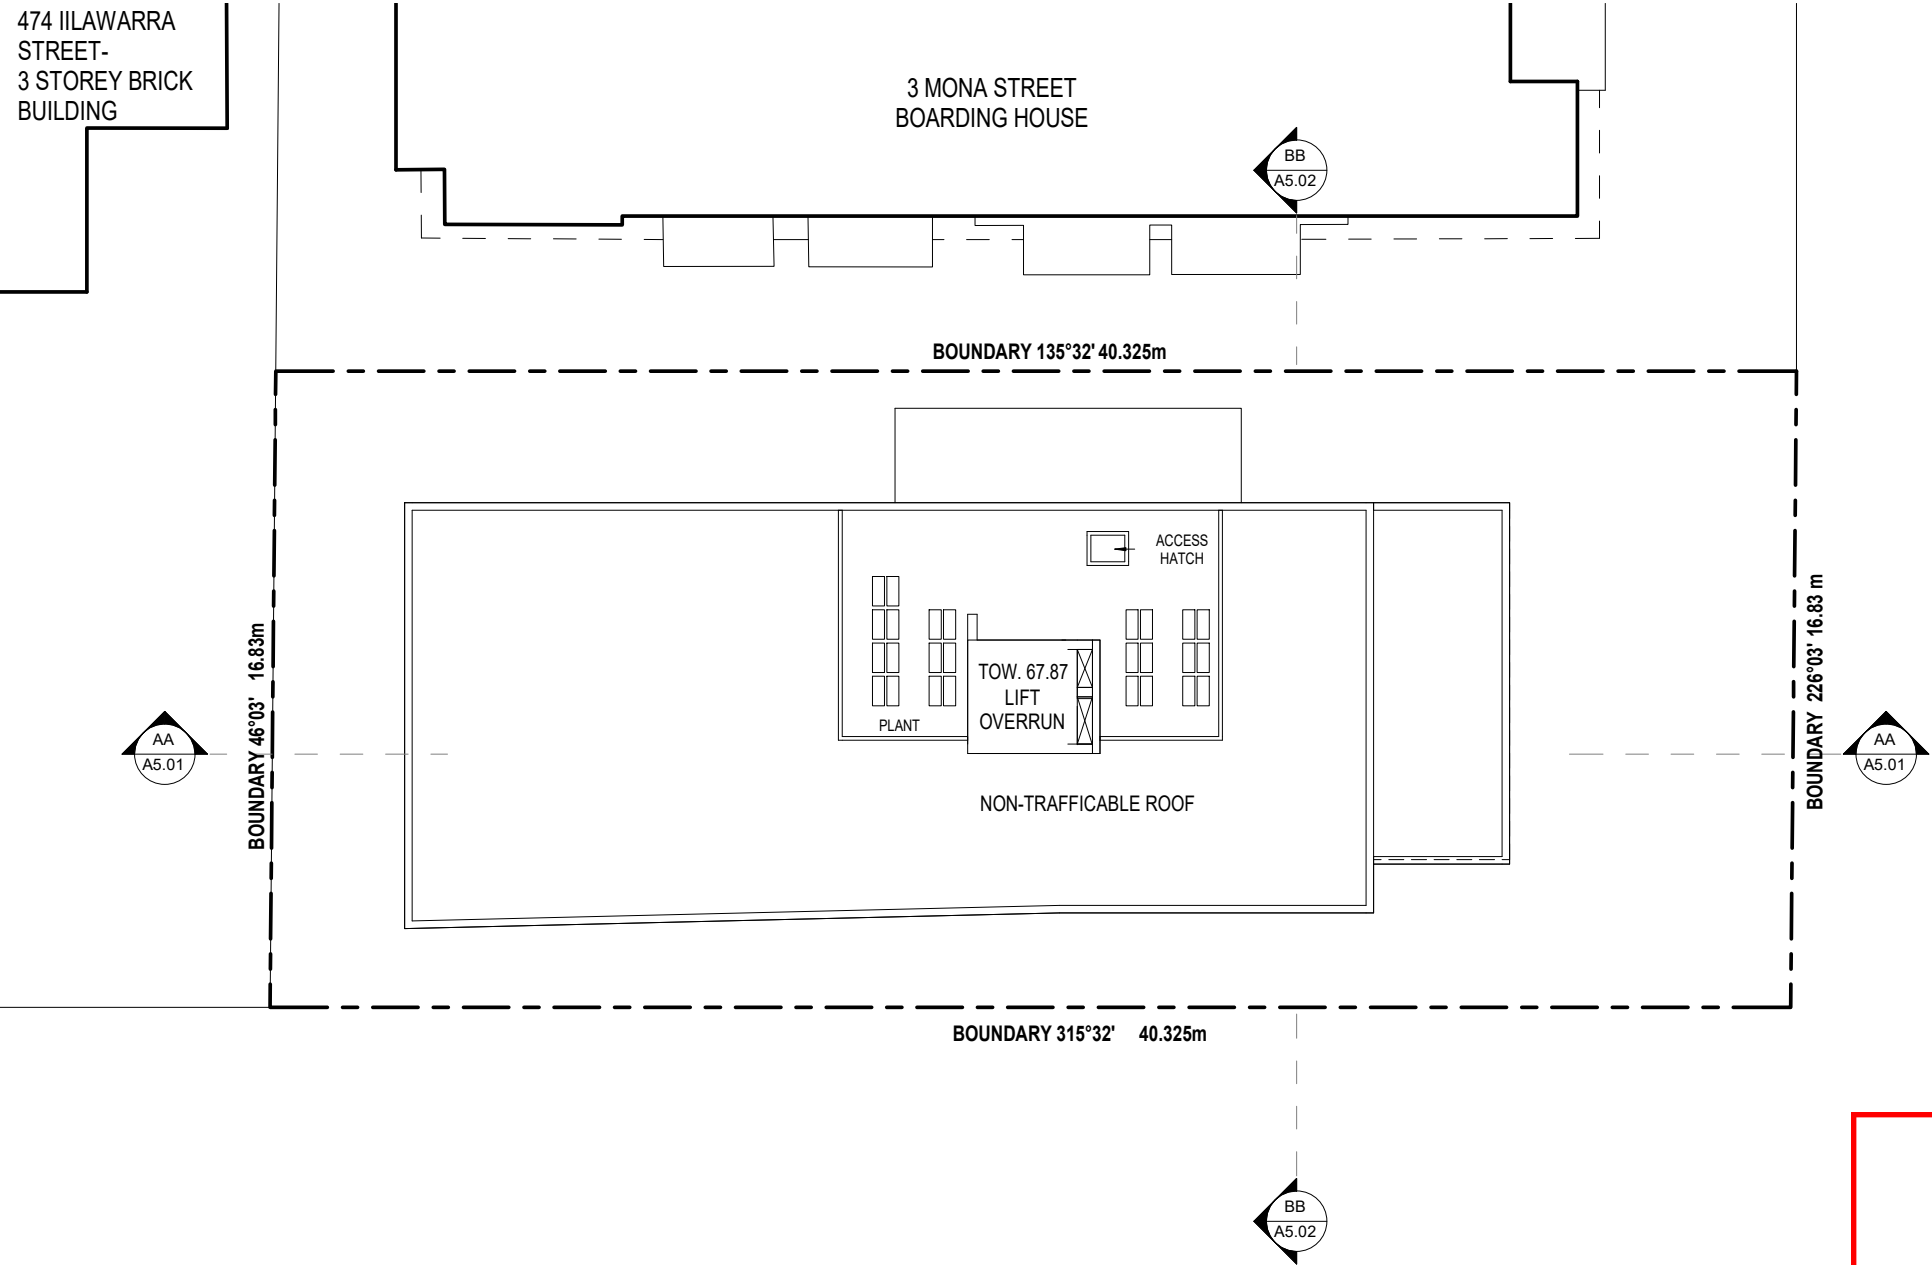 474 IILAWARRA
STREET-
3 STOREY BRICK
BUILDING
3 MONA STREET
BOARDING HOUSE
BB
A5.02
BOUNDARY 135°32' 40.325m
ACCESS
HATCH
TOW. 67.87
LIFT
OVERRUN
PLANT
NON-TRAFFICABLE ROOF
BOUNDARY 46°03' 16.83m
BOUNDARY 226°03' 16.83 m
AA
A5.01
AA
A5.01
BOUNDARY 315°32' 40.325m
BB
A5.02